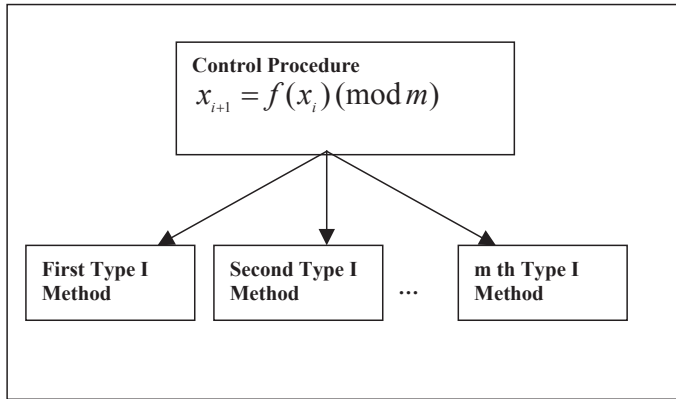 Control Procedure
x_{i+1} = f(x_i) (mod m)
First Type I
Method
Second Type I
Method
...
m th Type I
Method